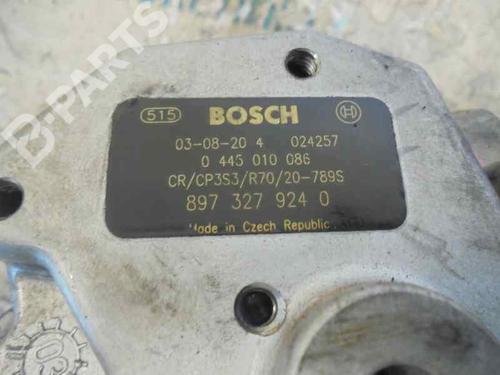 515 BOSCH
03-08-20 4 024257
0 445 010 086
CR/CP3S3/R70/20-789S
897 327 924 0
Made in Czech Republic
B-PARTS